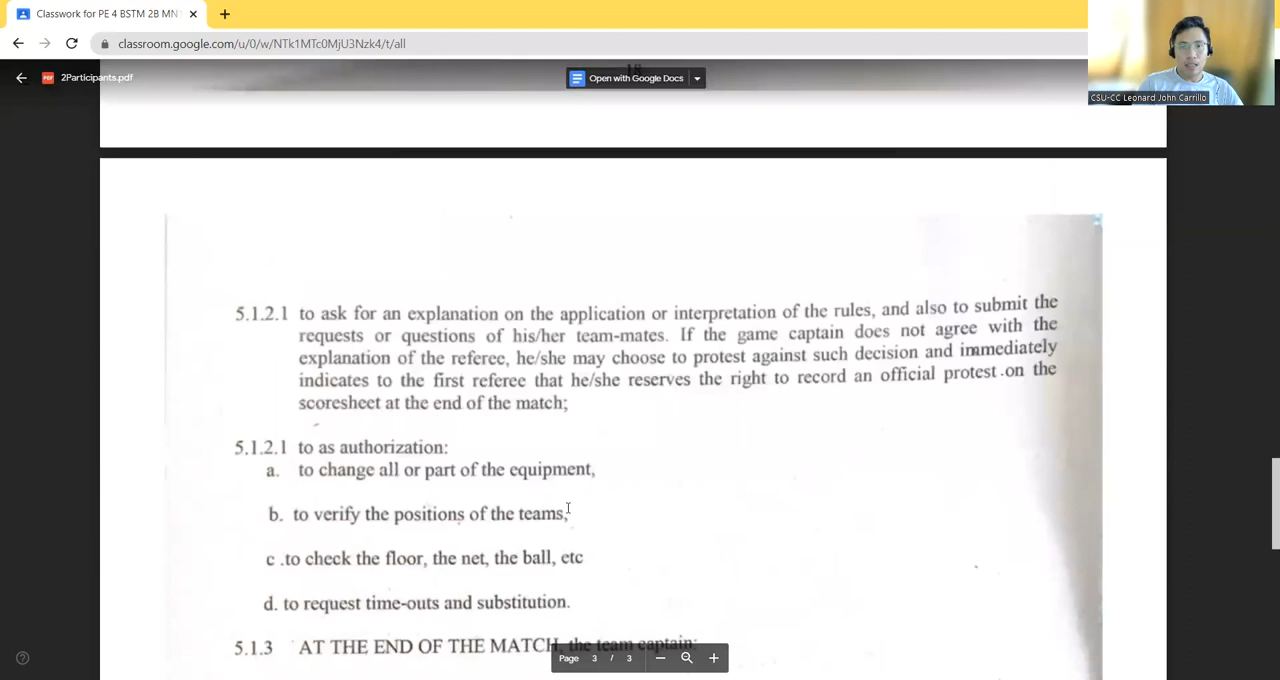 Classwork for PE 4 BSTM 2B MN
classroom.google.com/u/0/w/NTk1MTc0MjU3Nzk4/t/all
2Participants.pdf
Open with Google Docs
CSU-CC Leonard John Carrillo
5.1.2.1 to ask for an explanation on the application or interpretation of the rules, and also to submit the
requests or questions of his/her team-mates. If the game captain does not agree with the
explanation of the referee, he/she may choose to protest against such decision and immediately
indicates to the first referee that he/she reserves the right to record an official protest on the
scoresheet at the end of the match;
5.1.2.1 to as authorization:
a. to change all or part of the equipment,
b. to verify the positions of the teams,
c .to check the floor, the net, the ball, etc
d. to request time-outs and substitution.
5.1.3 AT THE END OF THE MATCH, the team captain:
Page 3 / 3